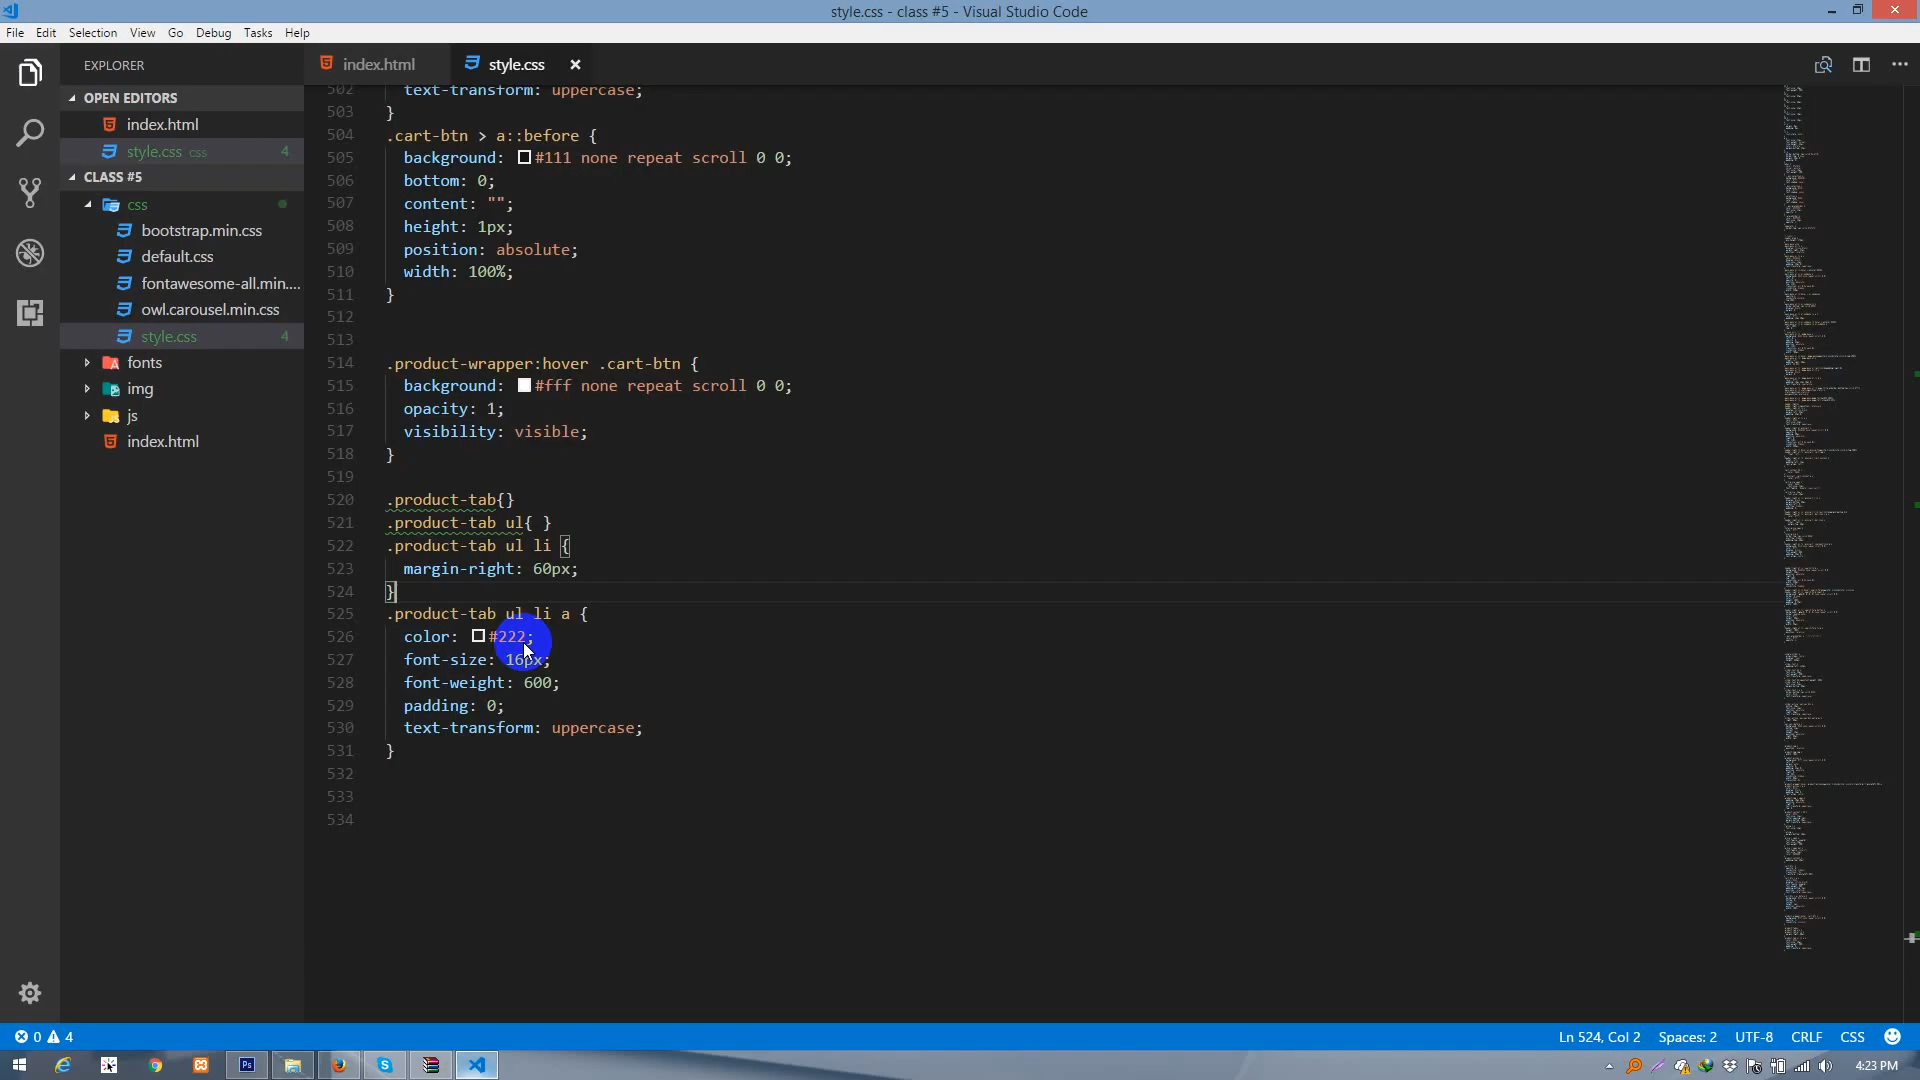 style.css - class #5 - Visual Studio Code
File Edit Selection View Go Debug Tasks Help
EXPLORER
OPEN EDITORS
index.html
style.css css 4
CLASS #5
css
bootstrap.min.css
default.css
fontawesome-all.min....
owl.carousel.min.css
style.css 4
fonts
img
js
index.html
index.html style.css
502 text-transform: uppercase;
503 }
504 .cart-btn > a::before {
505 background: #111 none repeat scroll 0 0;
506 bottom: 0;
507 content: "";
508 height: 1px;
509 position: absolute;
510 width: 100%;
511 }
512
513
514 .product-wrapper:hover .cart-btn {
515 background: #fff none repeat scroll 0 0;
516 opacity: 1;
517 visibility: visible;
518 }
519
520 .product-tab{}
521 .product-tab ul{ }
522 .product-tab ul li {
523 margin-right: 60px;
524 }
525 .product-tab ul li a {
526 color: #222;
527 font-size: 16px;
528 font-weight: 600;
529 padding: 0;
530 text-transform: uppercase;
531 }
532
533
534
0 4 Ln 524, Col 2 Spaces: 2 UTF-8 CRLF CSS
Ps
4:23 PM